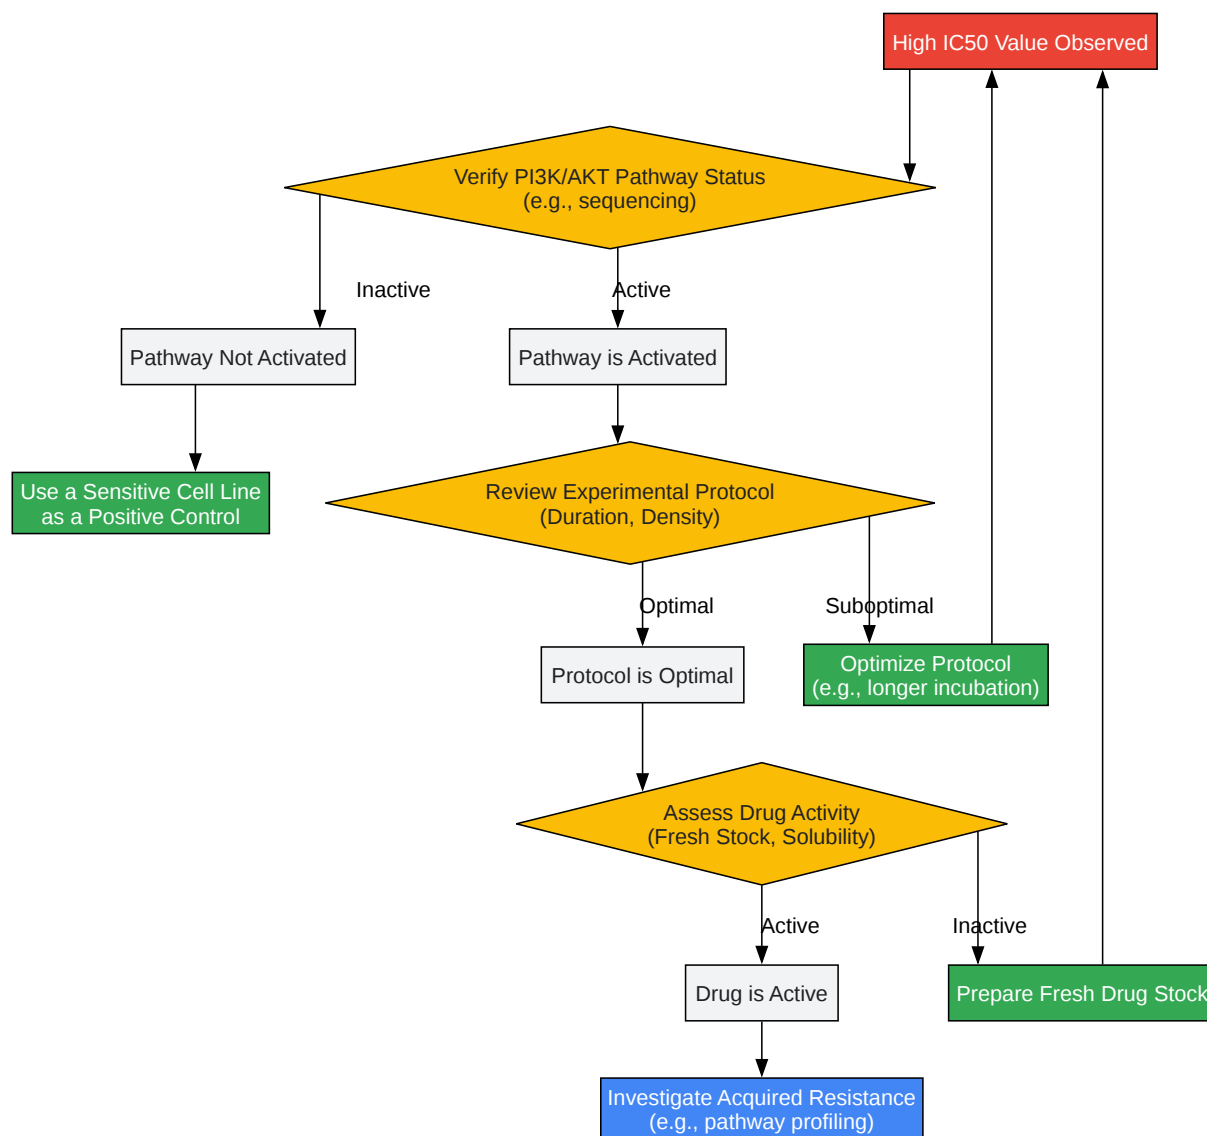 High IC50 Value Observed
Verify PI3K/AKT Pathway Status
(e.g., sequencing)
Inactive
Active
Pathway Not Activated
Pathway is Activated
Use a Sensitive Cell Line
as a Positive Control
Review Experimental Protocol
(Duration, Density)
Optimal
Suboptimal
Protocol is Optimal
Optimize Protocol
(e.g., longer incubation)
Assess Drug Activity
(Fresh Stock, Solubility)
Active
Inactive
Drug is Active
Prepare Fresh Drug Stock
Investigate Acquired Resistance
(e.g., pathway profiling)